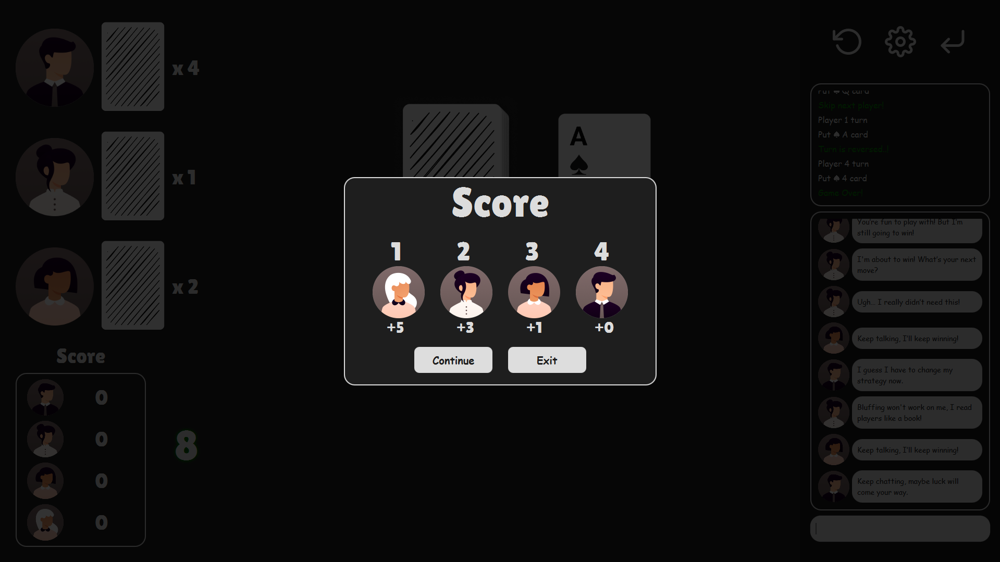 x 4
x 1
x 2
A
Score
1 2 3 4
+5 +3 +1 +0
Continue Exit
Score
0
0
0
0
8
Put ♠ Q card
Skip next player!
Player 1 turn
Put ♠ A card
Turn is reversed..!
Player 4 turn
Put ♠ 4 card
Game Over!
You're fun to play with! But I'm
still going to win!
I'm about to win! What's your next
move?
Ugh... I really didn't need this!
Keep talking, I'll keep winning!
I guess I have to change my
strategy now.
Bluffing won't work on me, I read
players like a book!
Keep talking, I'll keep winning!
Keep chatting, maybe luck will
come your way.